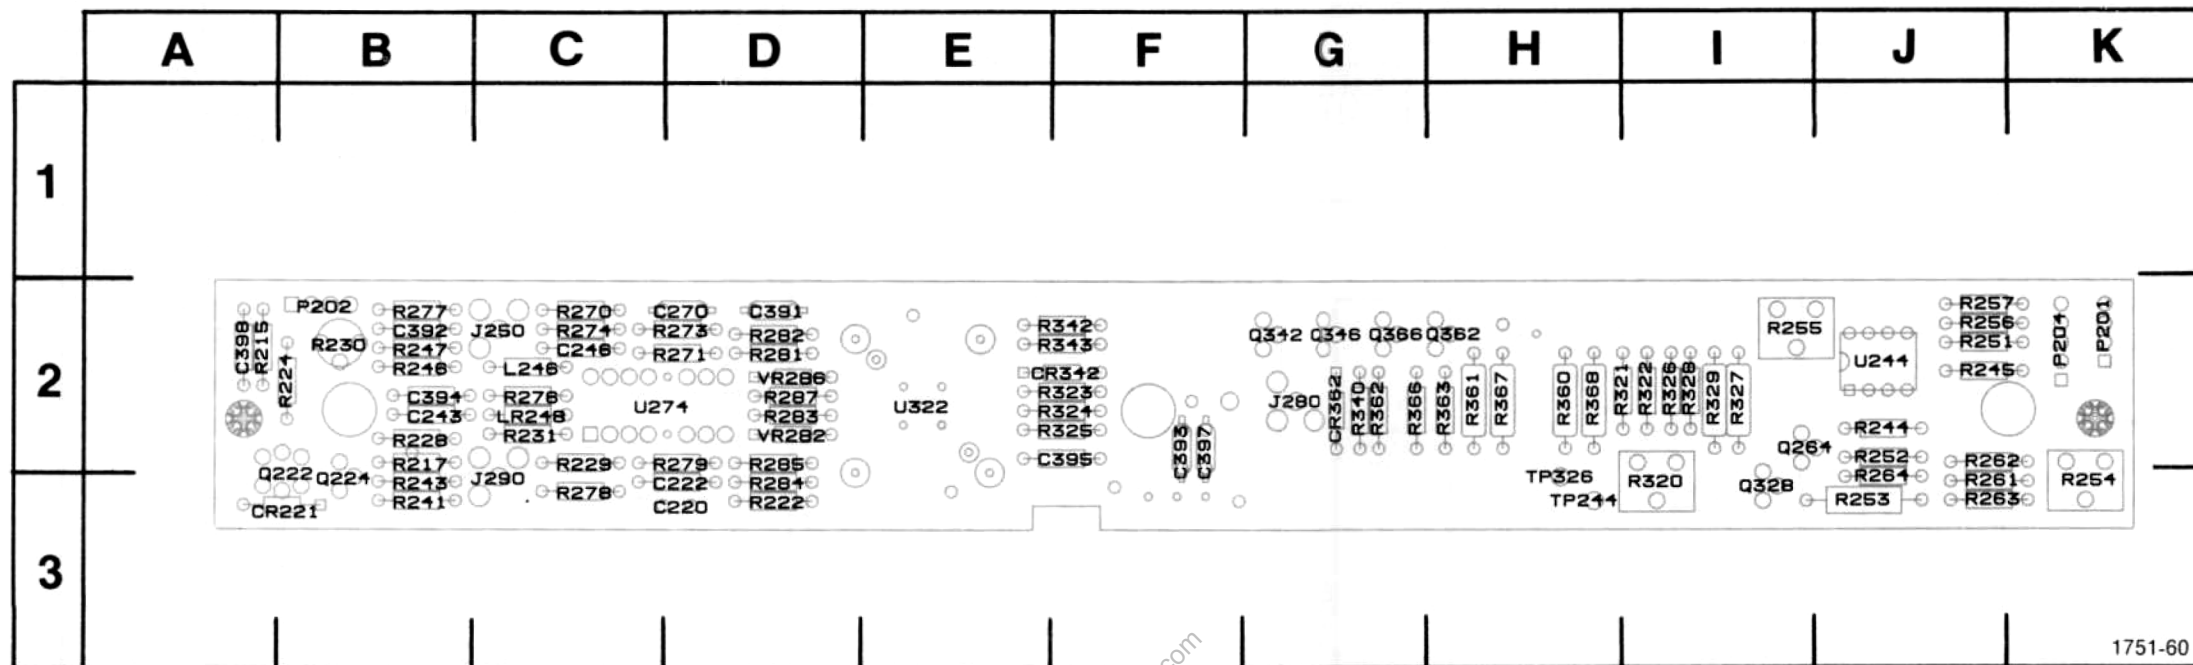 A B C D E F G H I J K
1
P202 R277 R270 C270 C391 R257
C392 J250 R274 R273 R282 R342 Q342 Q346 Q366 Q362 R255 R256
C398 R215 R230 R247 C246 R271 R281 R343 R251 P204 P201
R224 R246 L246 VR286 CR342 U244 R245
2
C394 R276 R287 R323
C243 LR248 U274 R283 U322 R324 J280 CR362 R340 R362 R366 R363 R361 R367 R360 R368 R321 R322 R326 R328 R329 R327
R228 R231 VR282 R325 C393 C397 R244
Q264
R217 R229 R279 R285 C395 R252 R262
Q222 Q224 R243 J290 C222 R284 TP326 R320 Q328 R264 R261 R254
CR221 R241 R278 C220 R222 TP244 R253 R263
3
.com
1751-60